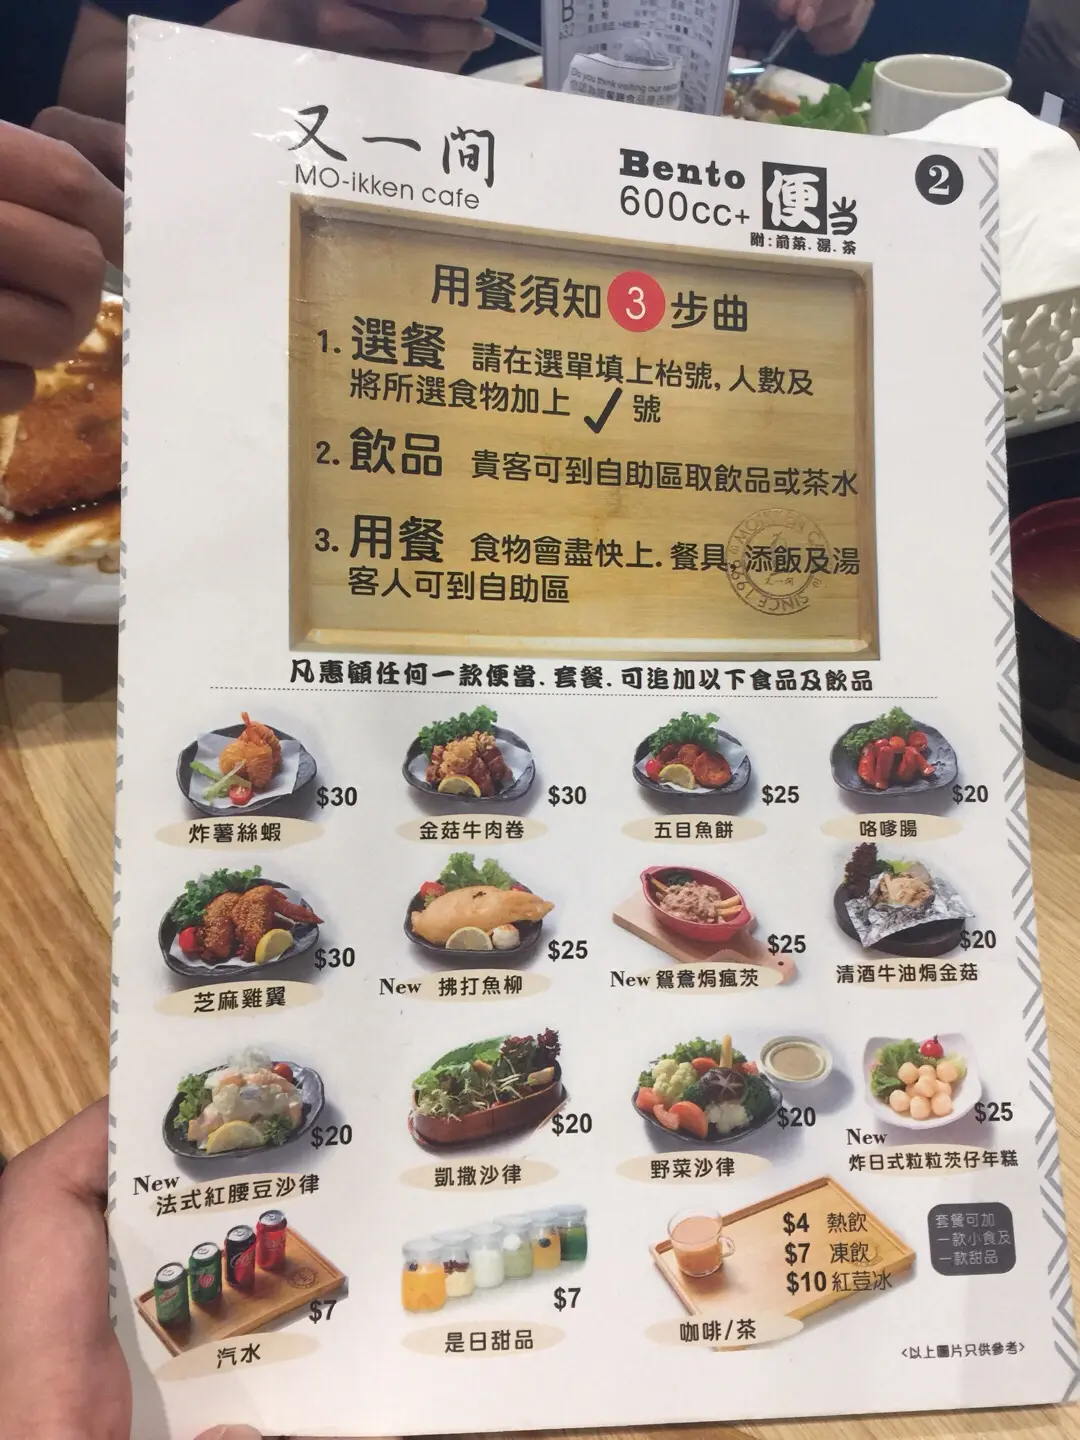 Do you think visiting our
又一間
MO-ikken cafe
Bento
600cc+
便当
附:前菜.湯.茶
2
用餐須知3步曲
1. 選餐 請在選單填上枱號,人數及
將所選食物加上✓號
2. 飲品 貴客可到自助區取飲品或茶水
3. 用餐 食物會盡快上.餐具,添飯及湯
客人可到自助區
凡惠顧任何一款便當.套餐.可追加以下食品及飲品
$30
炸薯絲蝦
$30
金菇牛肉卷
$25
五目魚餅
$20
咯嗲腸
$30
芝麻雞翼
$25
New 拂打魚柳
$25
New 鴛鴦焗瘋茨
$20
清酒牛油焗金菇
$20
New
法式紅腰豆沙律
$20
凱撒沙律
$20
野菜沙律
$25
New
炸日式粒粒茨仔年糕
$7
汽水
$7
是日甜品
$4 熱飲
$7 凍飲
$10 紅荳冰
咖啡/茶
套餐可加
一款小食及
一款甜品
<以上圖片只供參考>